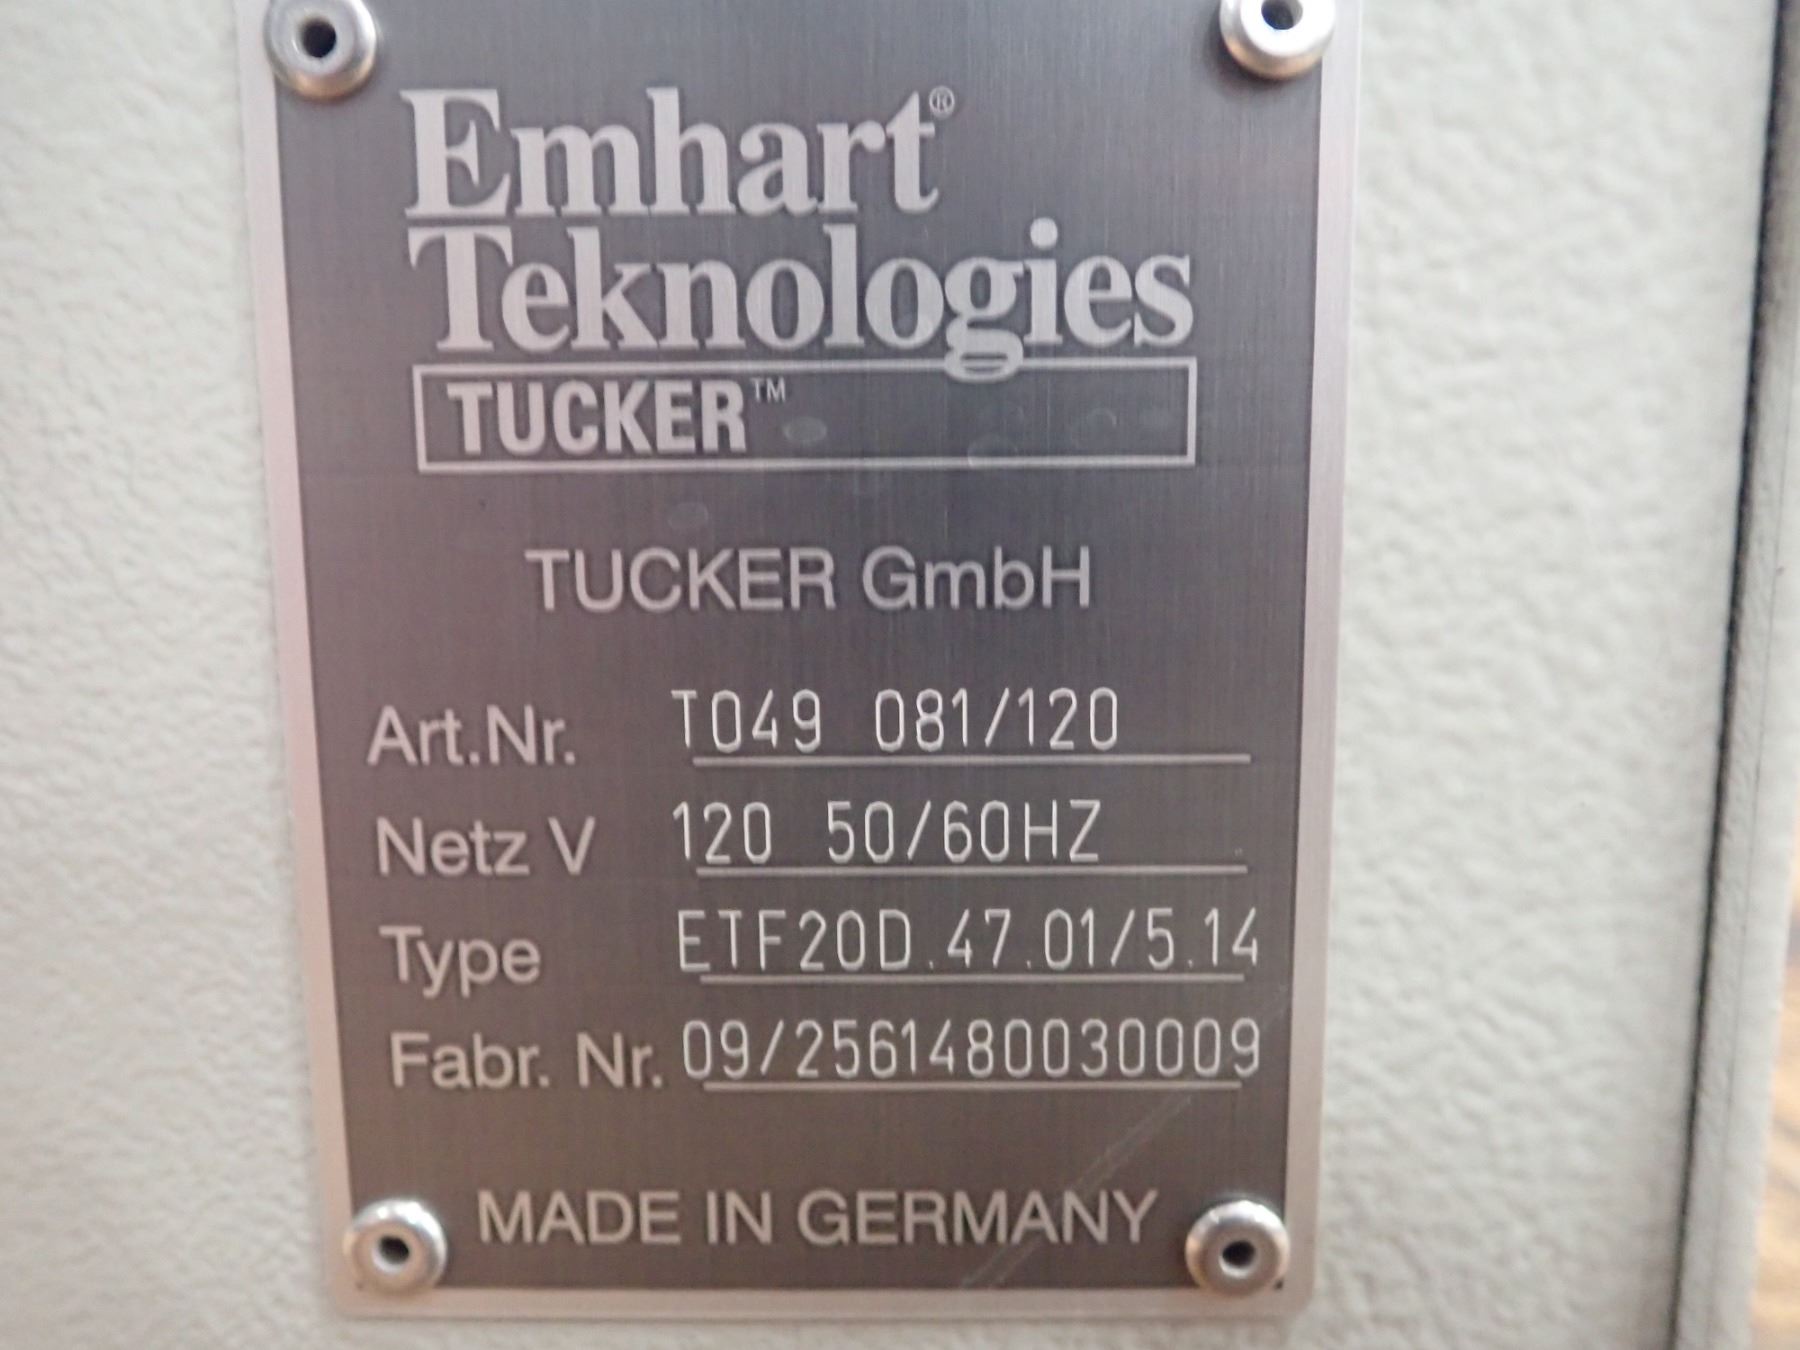 Emhart®
Teknologies
TUCKER™
TUCKER GmbH
Art.Nr. T049 081/120
Netz V 120 50/60HZ
Type ETF20D.47.01/5.14
Fabr. Nr. 09/2561480030009
MADE IN GERMANY